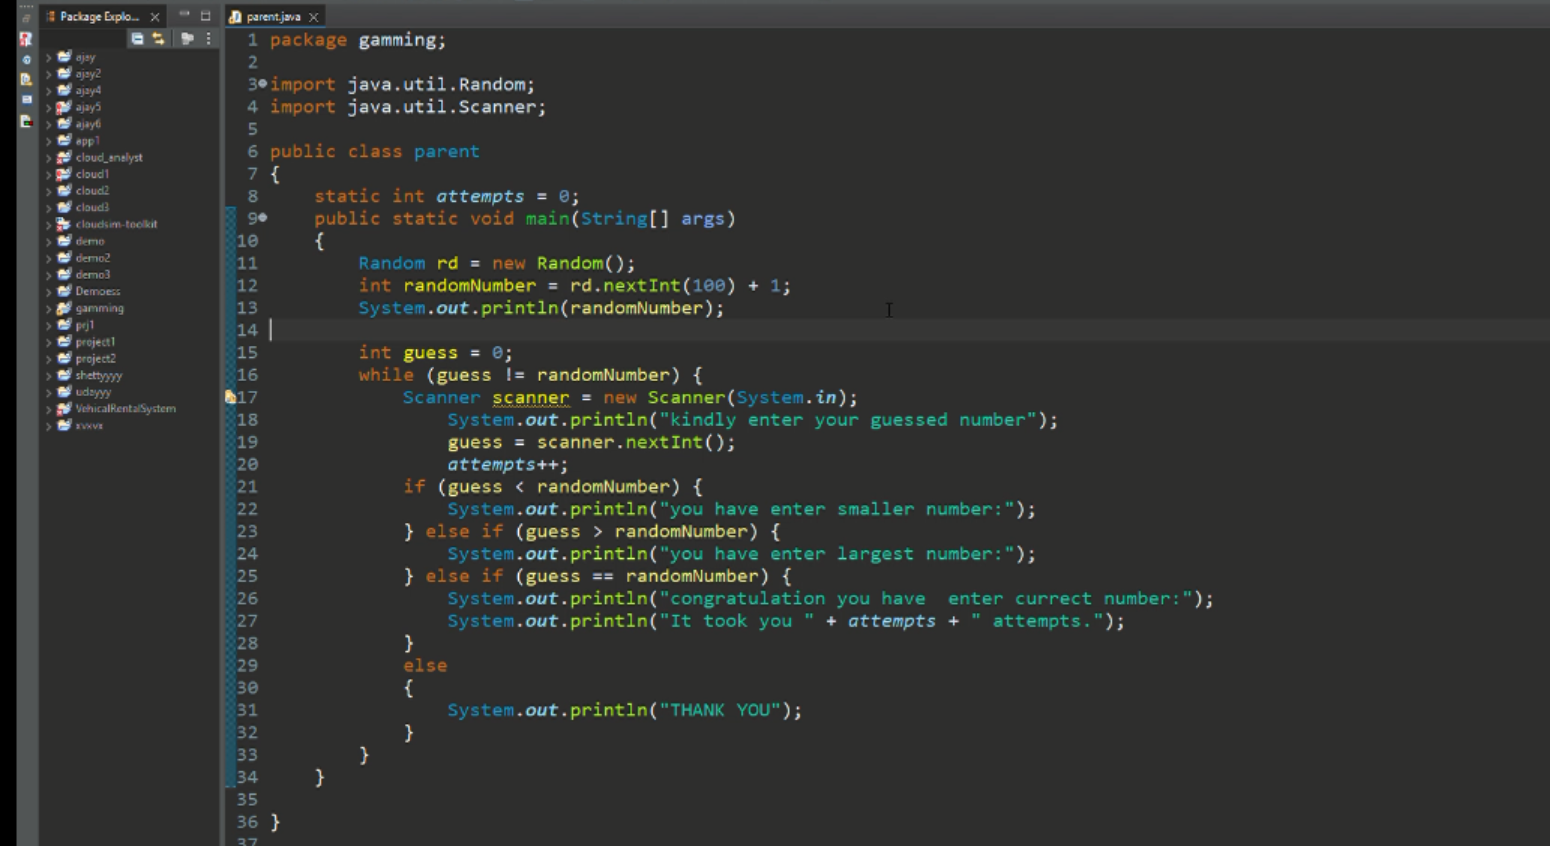 Package Explo...
parent.java
ajay
ajay2
ajay4
ajay5
ajay6
app1
cloud_analyst
cloud1
cloud2
cloud3
cloudsim-toolkit
demo
demo2
demo3
Demoess
gamming
prj1
project1
project2
shettyyyy
udayyy
VehicalRentalSystem
xvxvx
1 package gamming;
2
3 import java.util.Random;
4 import java.util.Scanner;
5
6 public class parent
7 {
8 static int attempts = 0;
9 public static void main(String[] args)
10 {
11 Random rd = new Random();
12 int randomNumber = rd.nextInt(100) + 1;
13 System.out.println(randomNumber);
14
15 int guess = 0;
16 while (guess != randomNumber) {
17 Scanner scanner = new Scanner(System.in);
18 System.out.println("kindly enter your guessed number");
19 guess = scanner.nextInt();
20 attempts++;
21 if (guess < randomNumber) {
22 System.out.println("you have enter smaller number:");
23 } else if (guess > randomNumber) {
24 System.out.println("you have enter largest number:");
25 } else if (guess == randomNumber) {
26 System.out.println("congratulation you have  enter currect number:");
27 System.out.println("It took you " + attempts + " attempts.");
28 }
29 else
30 {
31 System.out.println("THANK YOU");
32 }
33 }
34 }
35
36 }
37